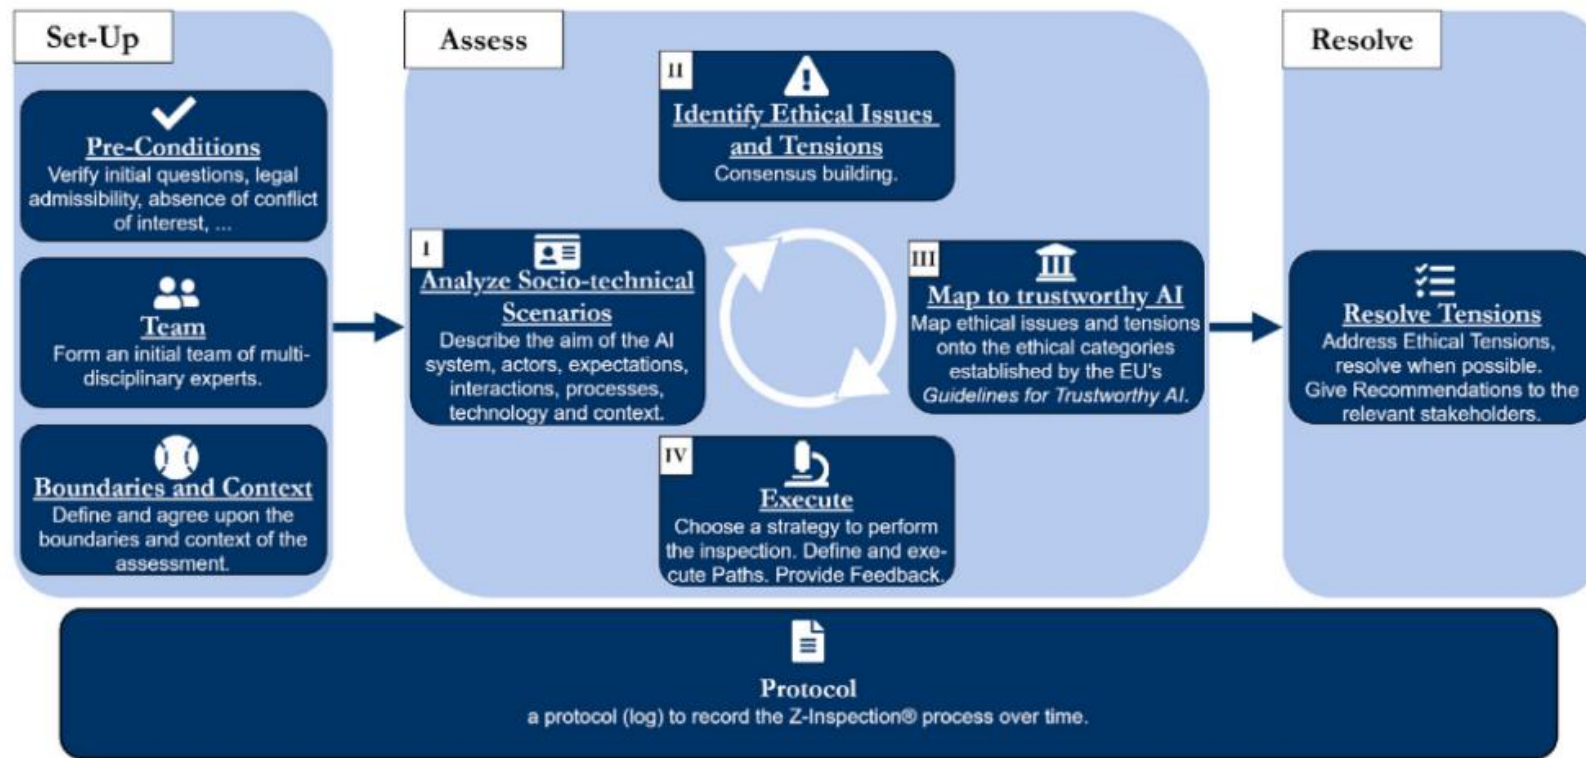 Set-Up
Pre-Conditions
Verify initial questions, legal
admissibility, absence of conflict
of interest, ...
Team
Form an initial team of multi-
disciplinary experts.
Boundaries and Context
Define and agree upon the
boundaries and context of the
assessment.
Assess
I
Analyze Socio-technical
Scenarios
Describe the aim of the AI
system, actors, expectations,
interactions, processes,
technology and context.
II
Identify Ethical Issues
and Tensions
Consensus building.
III
Map to trustworthy AI
Map ethical issues and tensions
onto the ethical categories
established by the EU's
Guidelines for Trustworthy AI.
IV
Execute
Choose a strategy to perform
the inspection. Define and exe-
cute Paths. Provide Feedback.
Resolve
Resolve Tensions
Address Ethical Tensions,
resolve when possible.
Give Recommendations to the
relevant stakeholders.
Protocol
a protocol (log) to record the Z-Inspection® process over time.